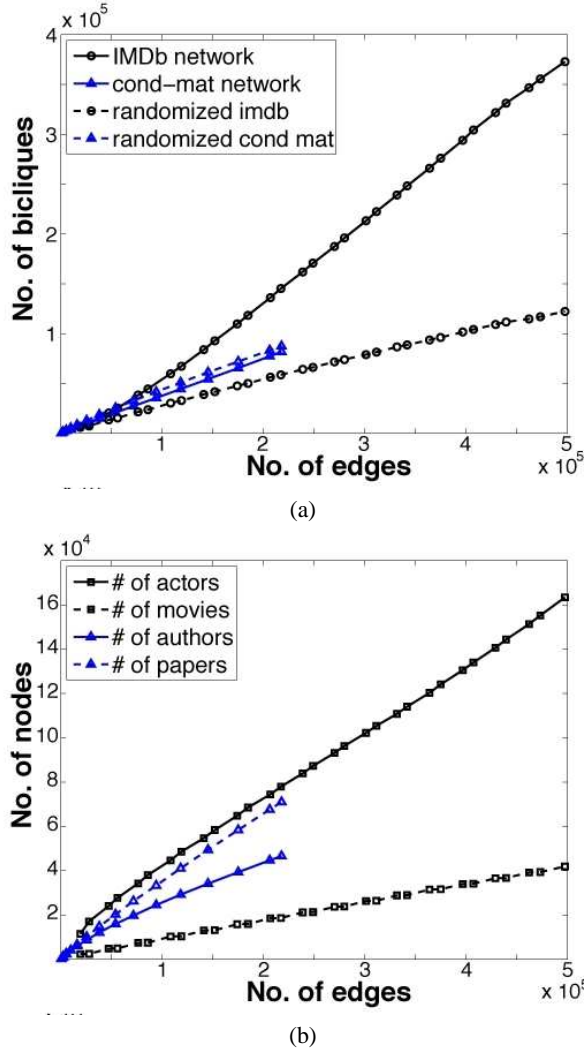 x 10^5
4
3
2
1
No. of bicliques
IMDb network
cond-mat network
randomized imdb
randomized cond mat
1 2 3 4 5
No. of edges
x 10^5
(a)
x 10^4
16
14
12
10
8
6
4
2
No. of nodes
# of actors
# of movies
# of authors
# of papers
1 2 3 4 5
No. of edges
x 10^5
(b)